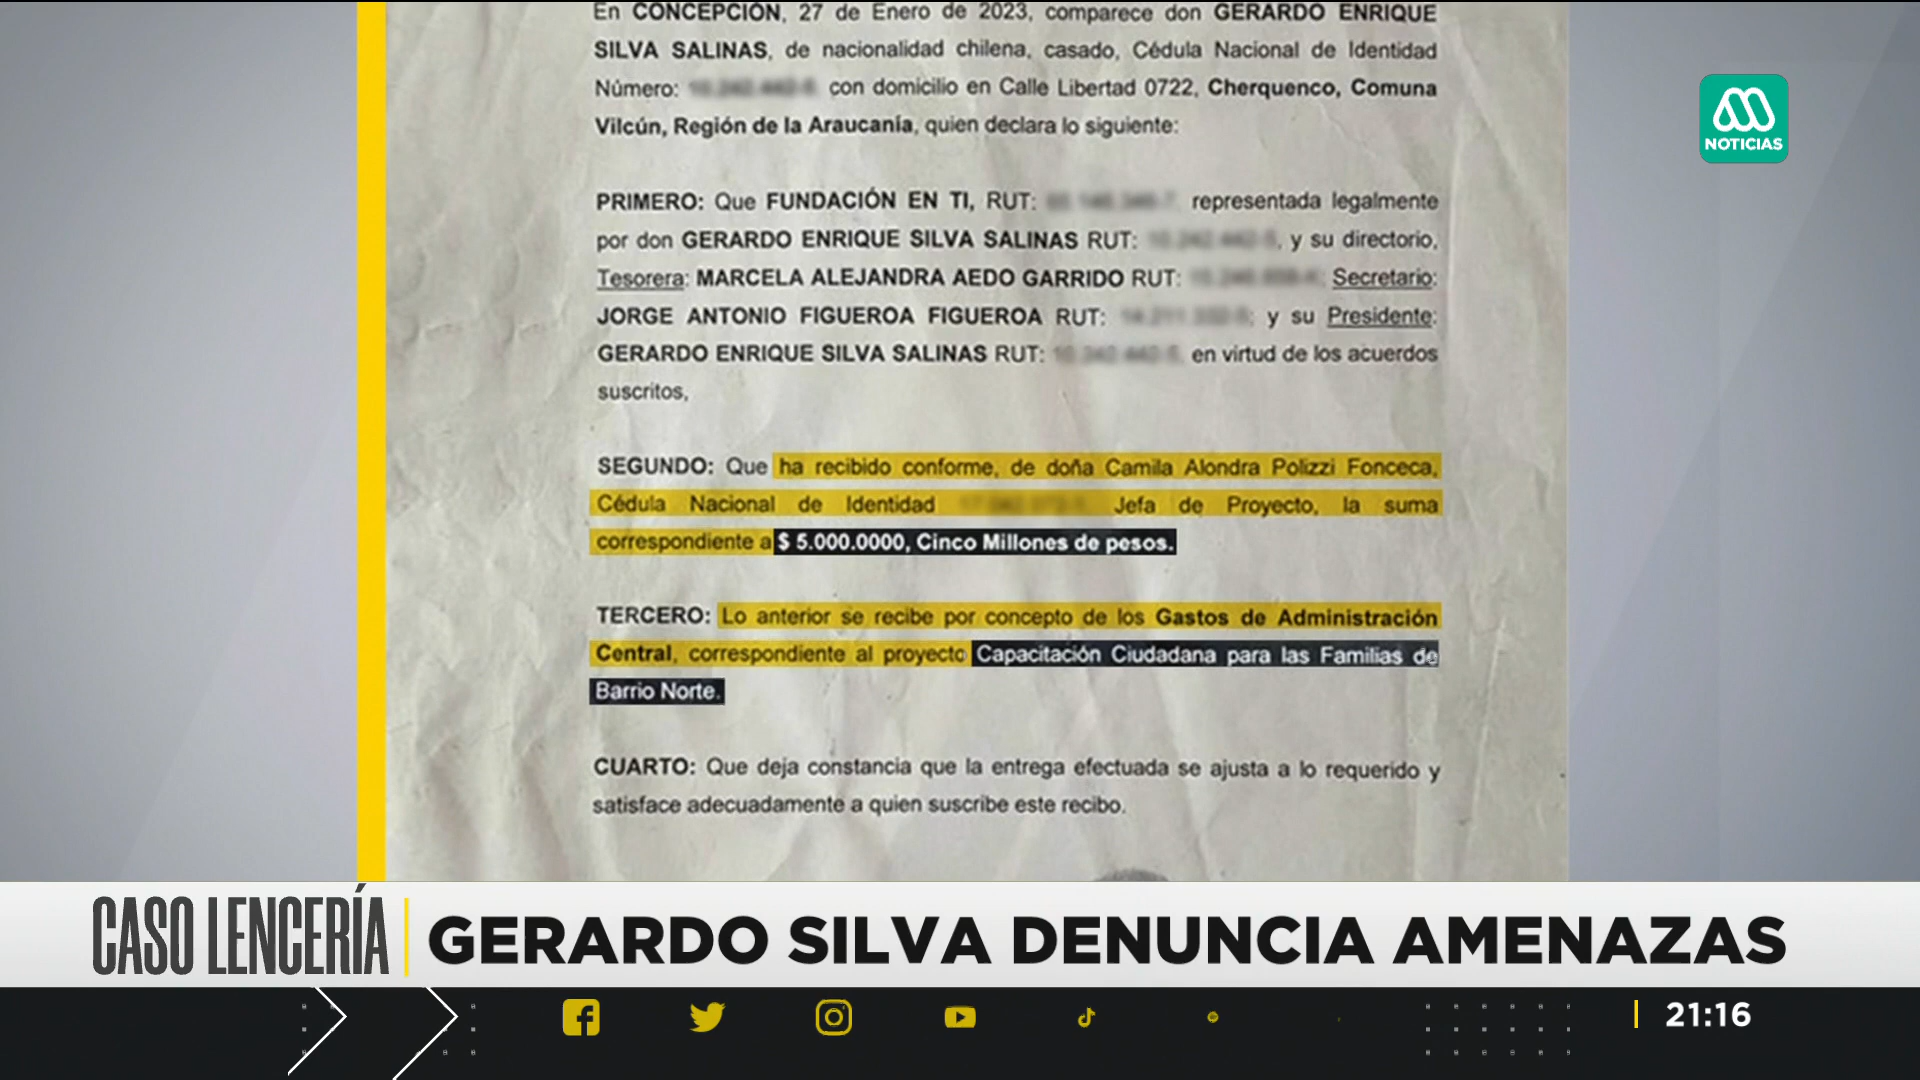 En CONCEPCIÓN, 27 de Enero de 2023, comparece don GERARDO ENRIQUE
SILVA SALINAS, de nacionalidad chilena, casado, Cédula Nacional de Identidad
Número: con domicilio en Calle Libertad 0722, Cherquenco, Comuna
Vilcún, Región de la Araucanía, quien declara lo siguiente:
PRIMERO: Que FUNDACIÓN EN TI, RUT: representada legalmente
por don GERARDO ENRIQUE SILVA SALINAS RUT: , y su directorio,
Tesorera: MARCELA ALEJANDRA AEDO GARRIDO RUT: ; Secretario:
JORGE ANTONIO FIGUEROA FIGUEROA RUT: ; y su Presidente:
GERARDO ENRIQUE SILVA SALINAS RUT: , en virtud de los acuerdos
suscritos,
SEGUNDO: Que ha recibido conforme, de doña Camila Alondra Polizzi Fonceca,
Cédula Nacional de Identidad Jefa de Proyecto, la suma
correspondiente a $ 5.000.0000, Cinco Millones de pesos.
TERCERO: Lo anterior se recibe por concepto de los Gastos de Administración
Central, correspondiente al proyecto Capacitación Ciudadana para las Familias de
Barrio Norte.
CUARTO: Que deja constancia que la entrega efectuada se ajusta a lo requerido y
satisface adecuadamente a quien suscribe este recibo.
NOTICIAS
CASO LENCERÍA
GERARDO SILVA DENUNCIA AMENAZAS
21:16